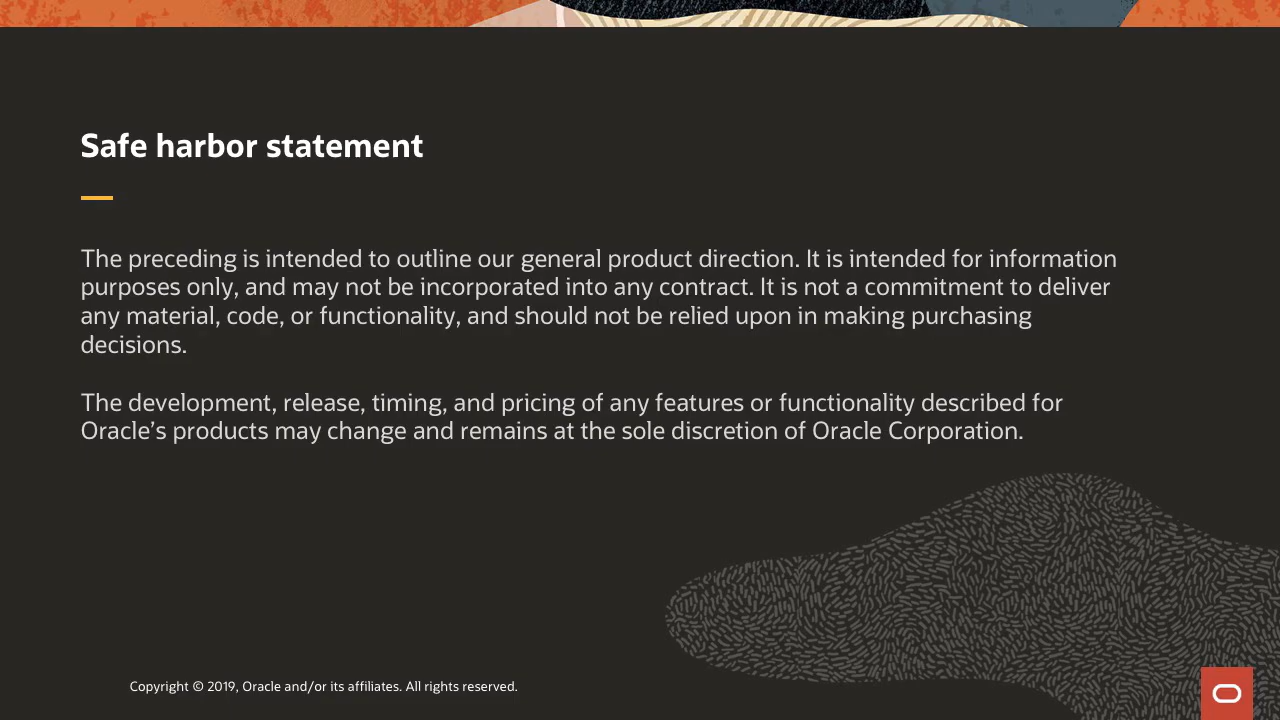 Safe harbor statement
The preceding is intended to outline our general product direction. It is intended for information
purposes only, and may not be incorporated into any contract. It is not a commitment to deliver
any material, code, or functionality, and should not be relied upon in making purchasing
decisions.
The development, release, timing, and pricing of any features or functionality described for
Oracle’s products may change and remains at the sole discretion of Oracle Corporation.
Copyright © 2019, Oracle and/or its affiliates. All rights reserved.